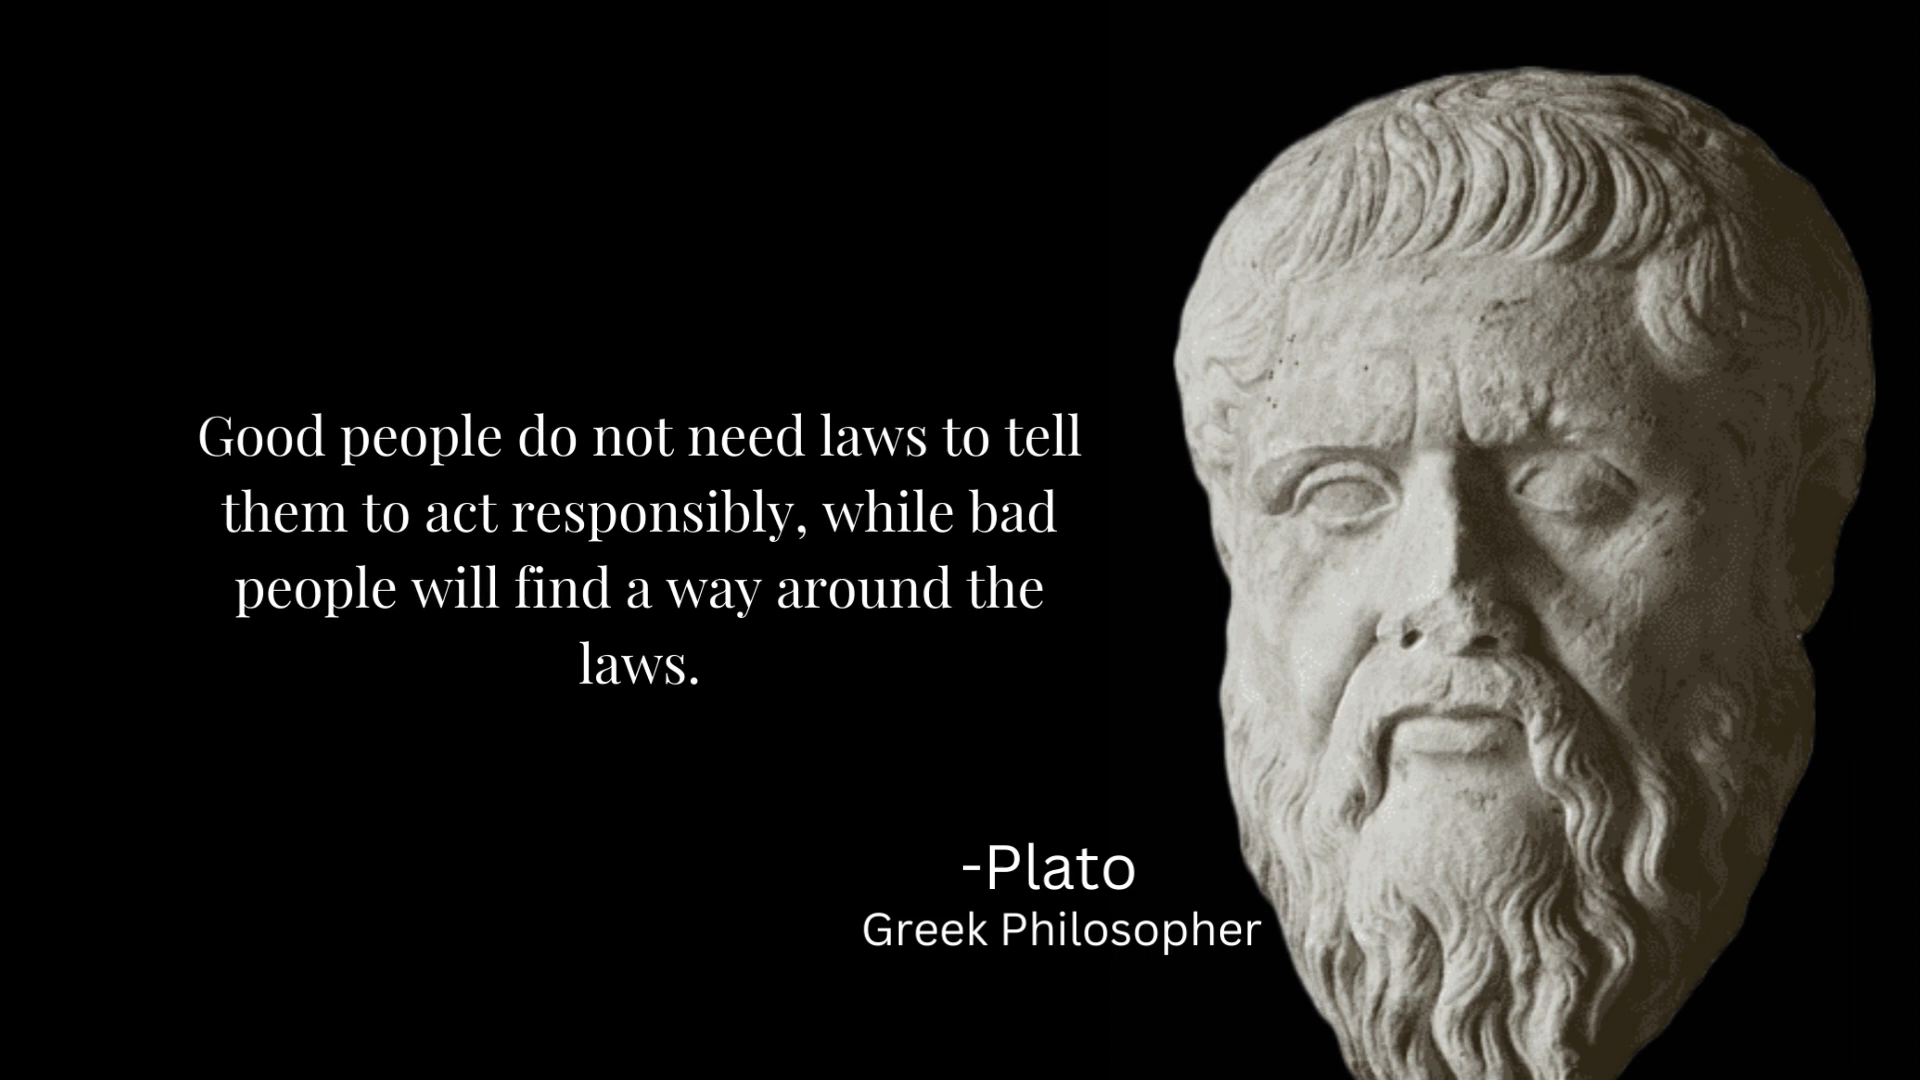 Good people do not need laws to tell
them to act responsibly, while bad
people will find a way around the
laws.
-Plato
Greek Philosopher